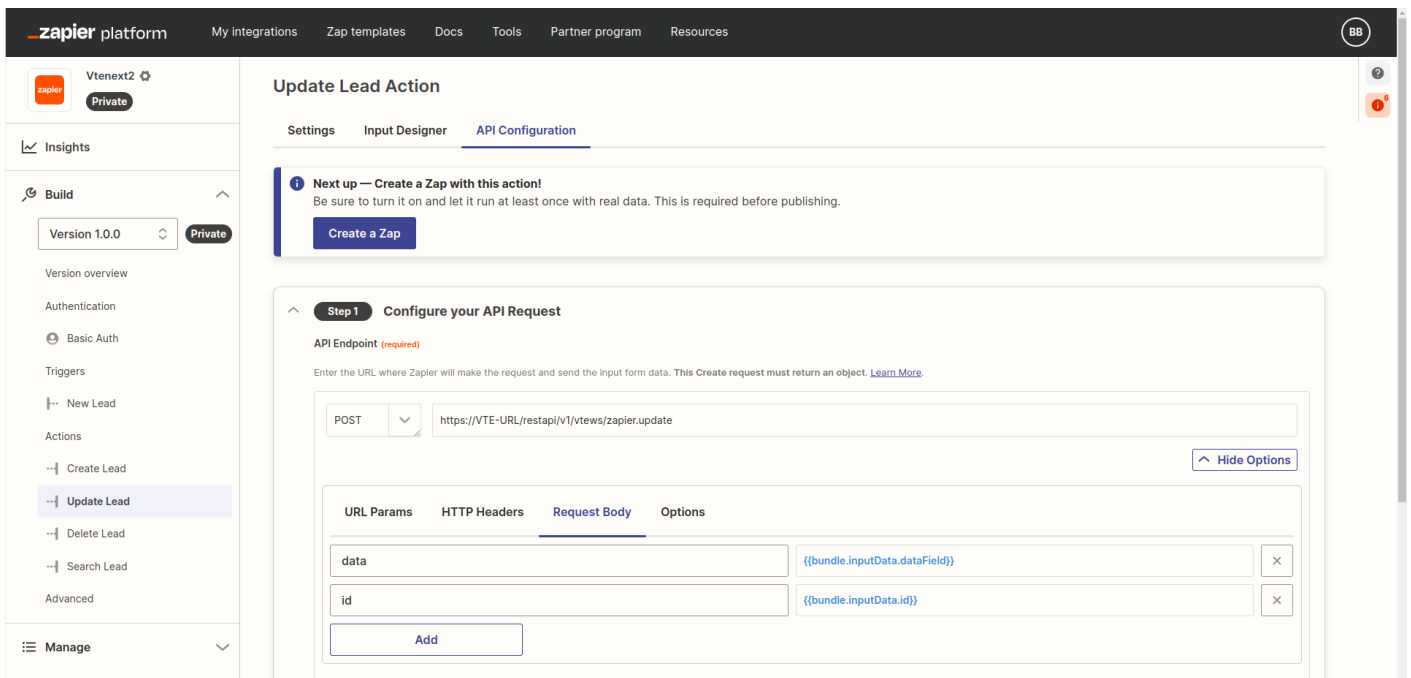 _zapier platform My integrations Zap templates Docs Tools Partner program Resources BB
Vtenext2
zapier
Private
Insights
Build
Version 1.0.0 Private
Version overview
Authentication
Basic Auth
Triggers
New Lead
Actions
Create Lead
Update Lead
Delete Lead
Search Lead
Advanced
Manage
Update Lead Action
Settings Input Designer API Configuration
Next up — Create a Zap with this action!
Be sure to turn it on and let it run at least once with real data. This is required before publishing.
Create a Zap
Step 1 Configure your API Request
API Endpoint (required)
Enter the URL where Zapier will make the request and send the input form data. This Create request must return an object. Learn More.
POST https://VTE-URL/restapi/v1/vtews/zapier.update
Hide Options
URL Params HTTP Headers Request Body Options
data {{bundle.inputData.dataField}}
id {{bundle.inputData.id}}
Add
6